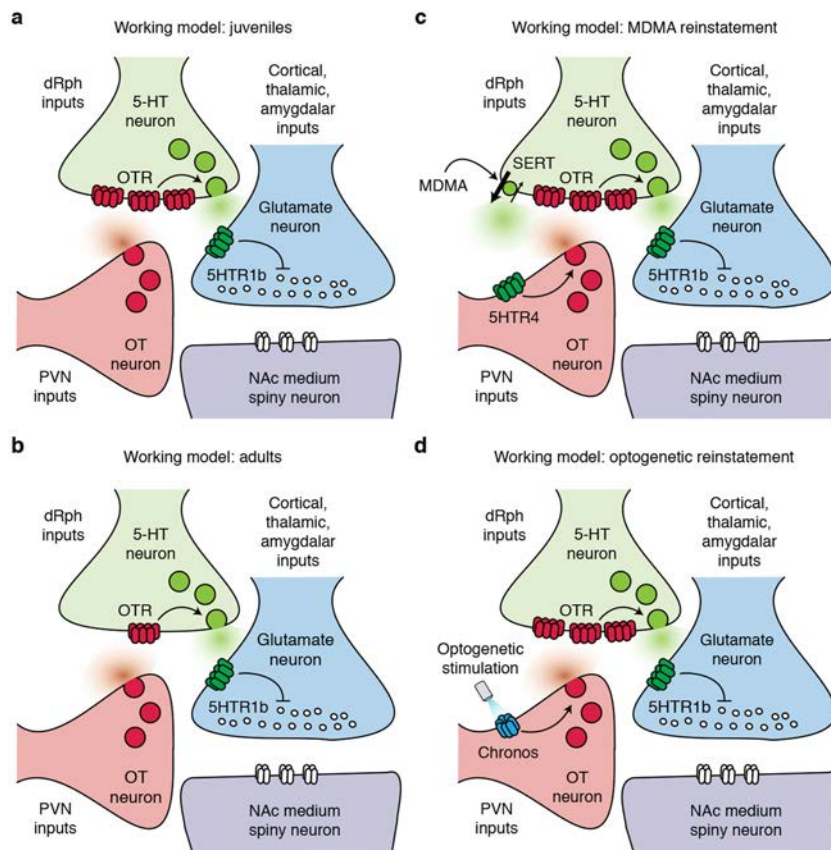 a
Working model: juveniles
dRph
inputs
5-HT
neuron
Cortical,
thalamic,
amygdalar
inputs
OTR
Glutamate
neuron
5HTR1b
OT
neuron
PVN
inputs
NAc medium
spiny neuron
b
Working model: adults
dRph
inputs
5-HT
neuron
Cortical,
thalamic,
amygdalar
inputs
OTR
Glutamate
neuron
5HTR1b
OT
neuron
PVN
inputs
NAc medium
spiny neuron
c
Working model: MDMA reinstatement
dRph
inputs
5-HT
neuron
Cortical,
thalamic,
amygdalar
inputs
SERT
MDMA
OTR
Glutamate
neuron
5HTR1b
5HTR4
OT
neuron
PVN
inputs
NAc medium
spiny neuron
d
Working model: optogenetic reinstatement
dRph
inputs
5-HT
neuron
Cortical,
thalamic,
amygdalar
inputs
OTR
Optogenetic
stimulation
Glutamate
neuron
5HTR1b
Chronos
OT
neuron
PVN
inputs
NAc medium
spiny neuron